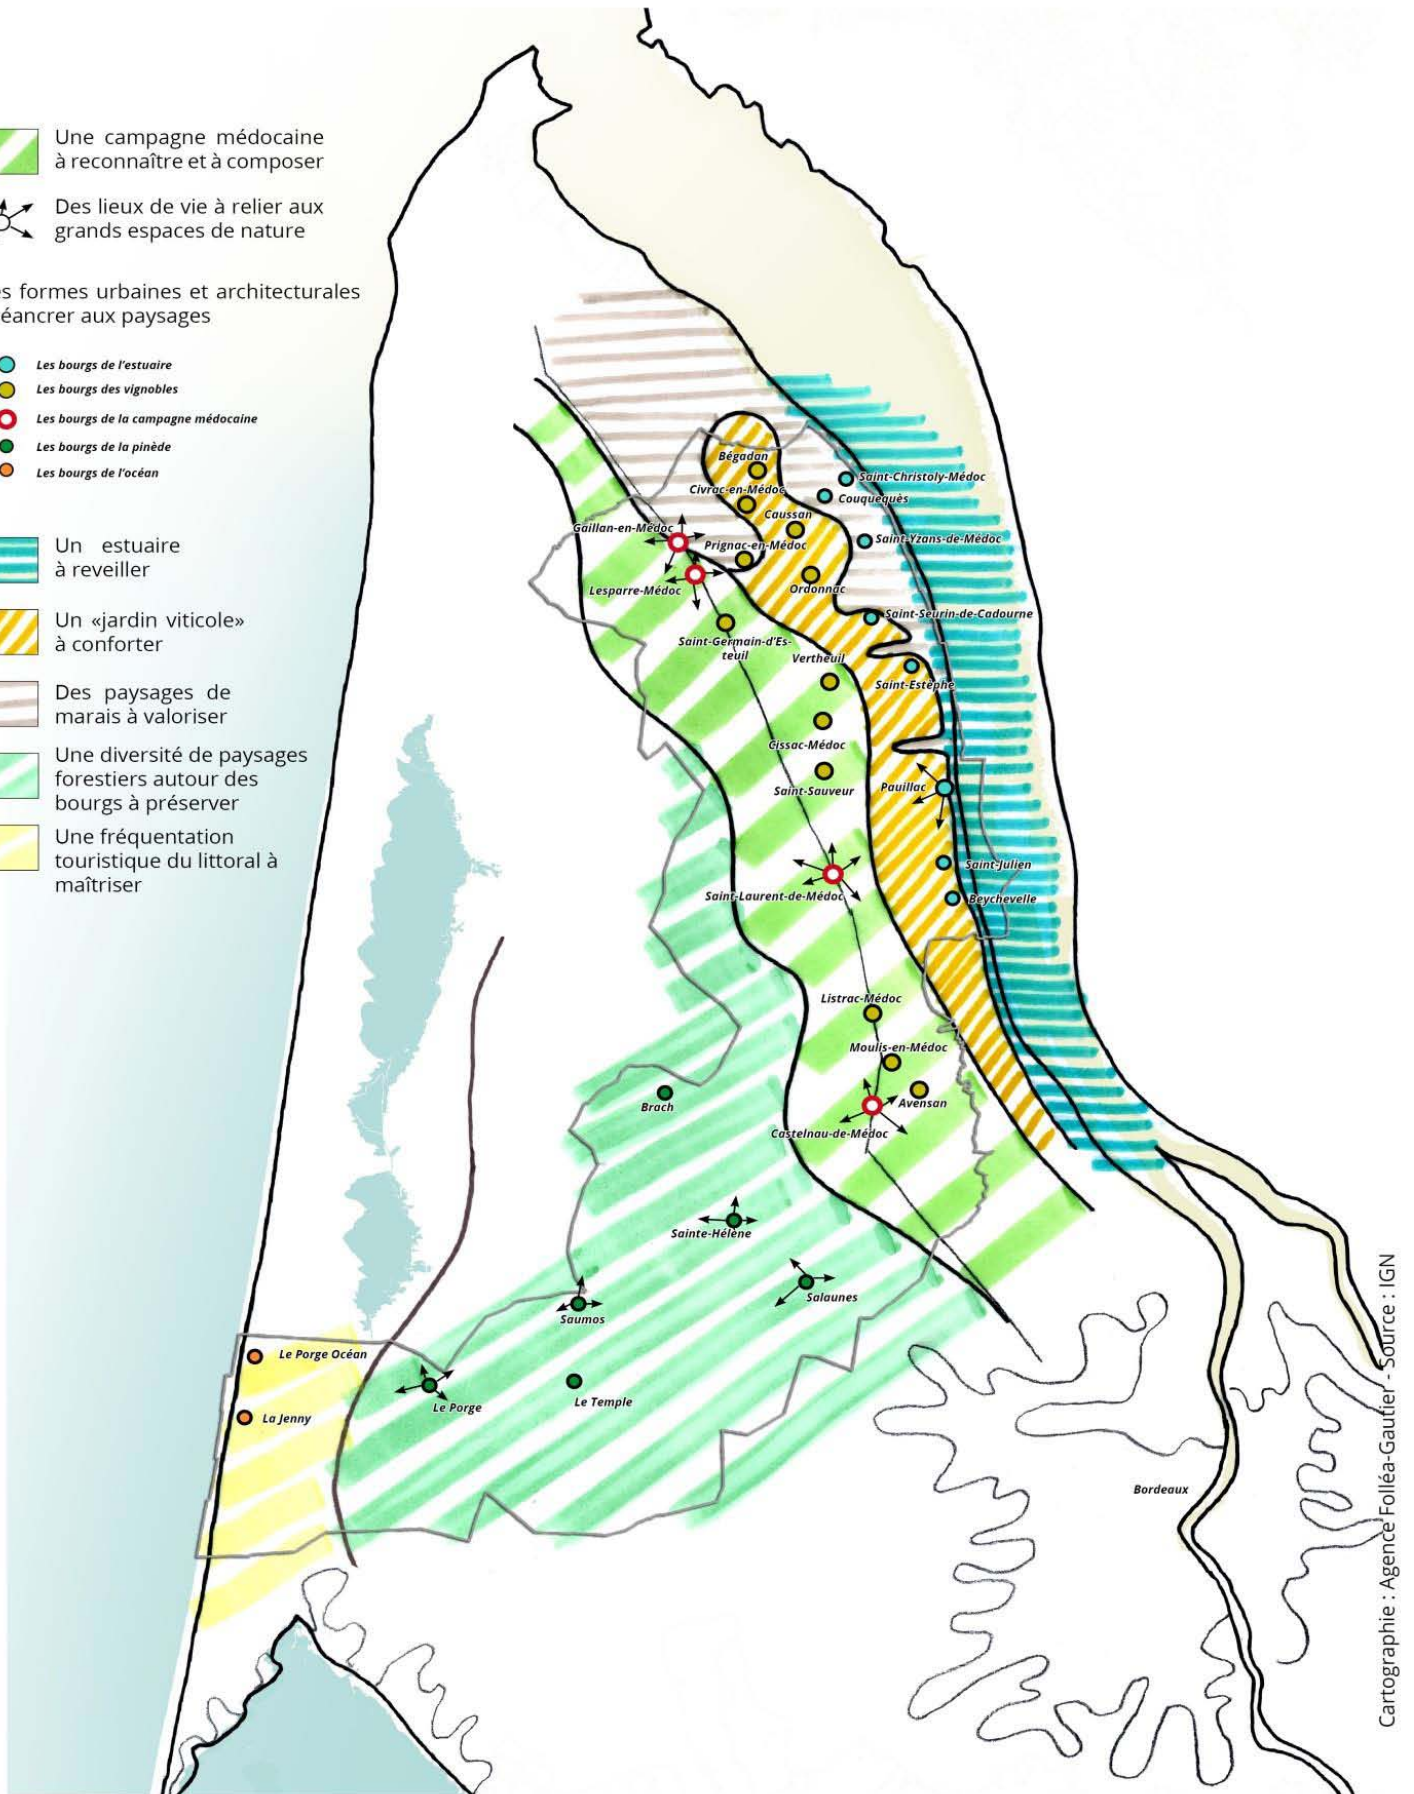 Une campagne médocaine
à reconnaître et à composer
Des lieux de vie à relier aux
grands espaces de nature
s formes urbaines et architecturales
éancrer aux paysages
Les bourgs de l'estuaire
Les bourgs des vignobles
Les bourgs de la campagne médocaine
Les bourgs de la pinède
Les bourgs de l'océan
Un estuaire
à reveiller
Un «jardin viticole»
à conforter
Des paysages de
marais à valoriser
Une diversité de paysages
forestiers autour des
bourgs à préserver
Une fréquentation
touristique du littoral à
maîtriser
Bégadan
Saint-Christoly-Médoc
Civrac-en-Médoc
Couquequès
Caussan
Gaillan-en-Médoc
Saint-Yzans-de-Médoc
Prignac-en-Médoc
Lesparre-Médoc
Ordonnac
Saint-Seurin-de-Cadourne
Saint-Germain-d'Es-
teuil
Vertheuil
Saint-Estèphe
Cissac-Médoc
Saint-Sauveur
Pauillac
Saint-Julien
Saint-Laurent-de-Médoc
Beychevelle
Listrac-Médoc
Moulis-en-Médoc
Avensan
Brach
Castelnau-de-Médoc
Sainte-Hélène
Salaunes
Saumos
Le Porge Océan
Le Porge
Le Temple
La Jenny
Bordeaux
Cartographie : Agence Folléa-Gautier - Source : IGN